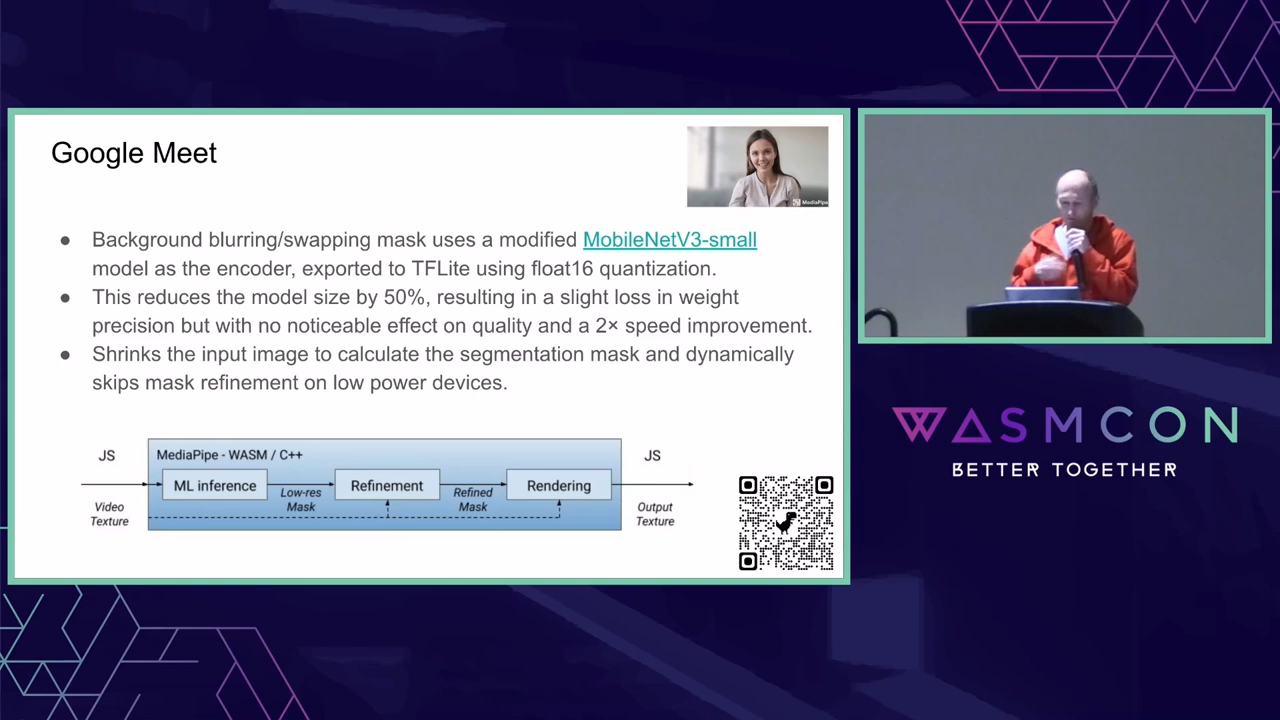 Google Meet
MediaPipe
● Background blurring/swapping mask uses a modified MobileNetV3-small
model as the encoder, exported to TFLite using float16 quantization.
● This reduces the model size by 50%, resulting in a slight loss in weight
precision but with no noticeable effect on quality and a 2× speed improvement.
● Shrinks the input image to calculate the segmentation mask and dynamically
skips mask refinement on low power devices.
JS
MediaPipe - WASM / C++
JS
ML inference
Refinement
Rendering
Low-res
Mask
Refined
Mask
Video
Texture
Output
Texture
WASMCON
BETTER TOGETHER